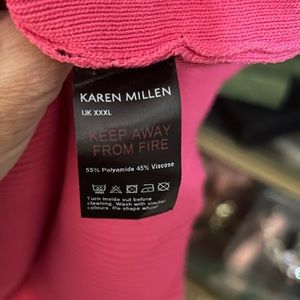 KAREN MILLEN
UK XXXL
KEEP AWAY
FROM FIRE
55% Polyamide 45% Viscose
Turn inside out before
cleaning. Wash with similar
colours. Re-shape whilst